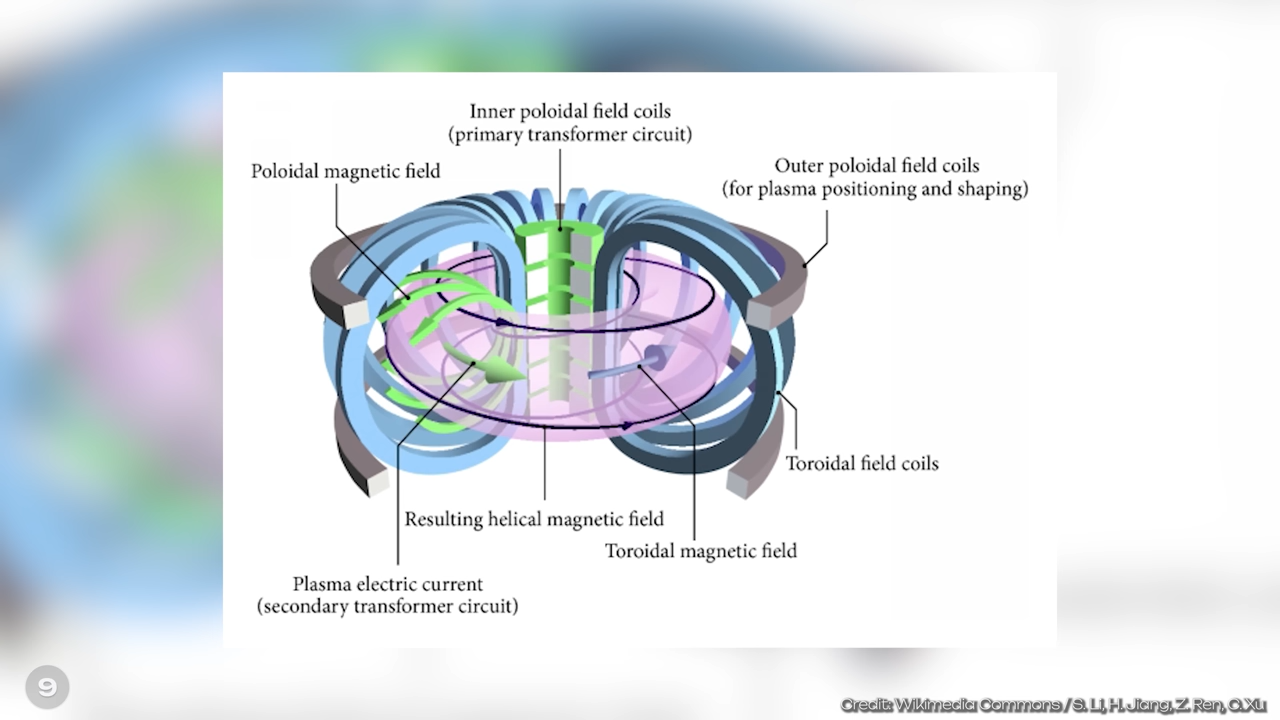 Inner poloidal field coils
(primary transformer circuit)
Poloidal magnetic field
Outer poloidal field coils
(for plasma positioning and shaping)
Toroidal field coils
Resulting helical magnetic field
Toroidal magnetic field
Plasma electric current
(secondary transformer circuit)
9
Credit: Wikimedia Commons / S. Li, H. Jiang, Z. Ren, C. Xu